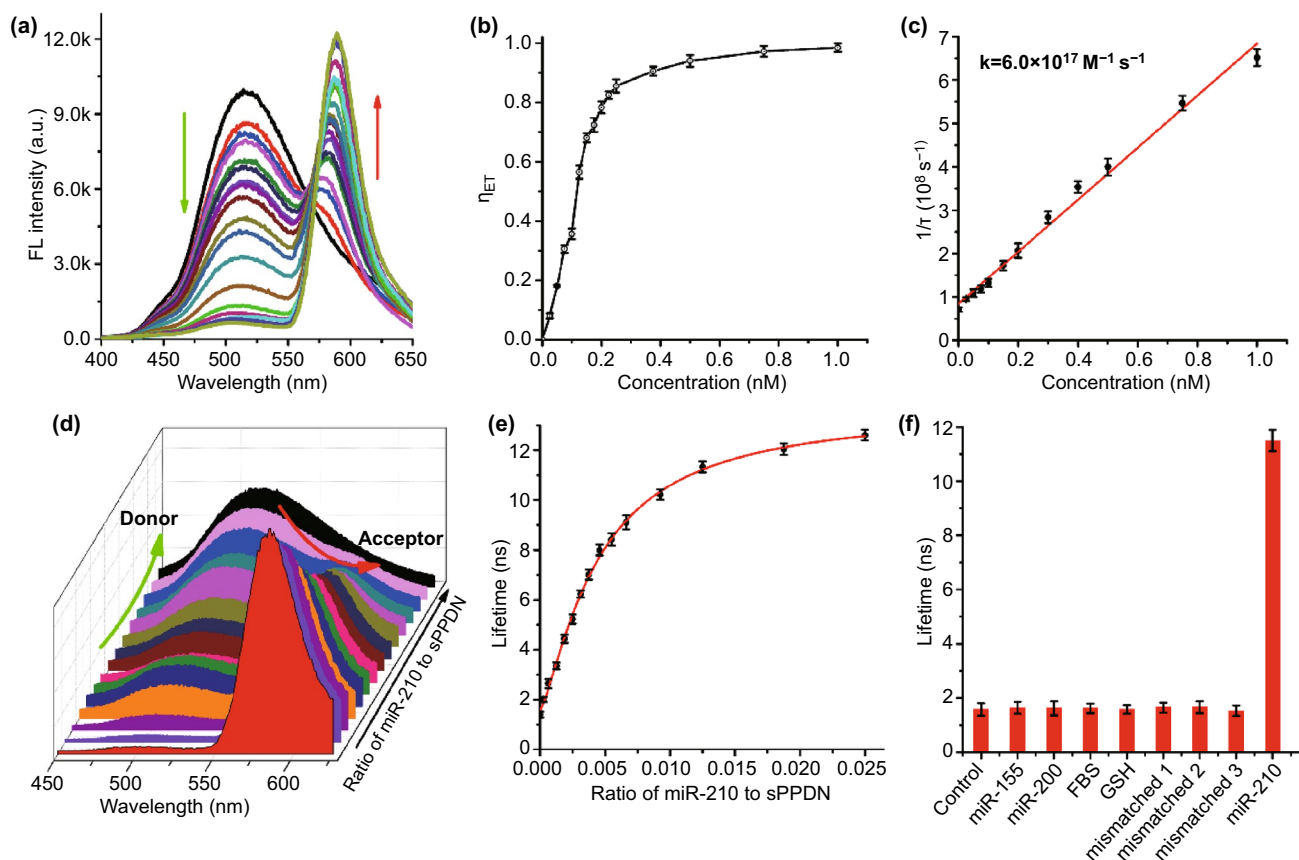 (a)
12.0k
9.0k
6.0k
3.0k
0.0
FL intensity (a.u.)
400 450 500 550 600 650
Wavelength (nm)
(b)
1.0
0.8
0.6
0.4
0.2
0.0
ηET
0.0 0.2 0.4 0.6 0.8 1.0
Concentration (nM)
(c)
k=6.0×10¹⁷ M⁻¹ s⁻¹
7
6
5
4
3
2
1
0
1/τ (10⁸ s⁻¹)
0.0 0.2 0.4 0.6 0.8 1.0
Concentration (nM)
(d)
Donor
Acceptor
450 500 550 600
Wavelength (nm)
Ratio of miR-210 to sPPDN
(e)
12
10
8
6
4
2
0
Lifetime (ns)
0.000 0.005 0.010 0.015 0.020 0.025
Ratio of miR-210 to sPPDN
(f)
12
10
8
6
4
2
0
Lifetime (ns)
Control
miR-155
miR-200
FBS
GSH
mismatched 1
mismatched 2
mismatched 3
miR-210